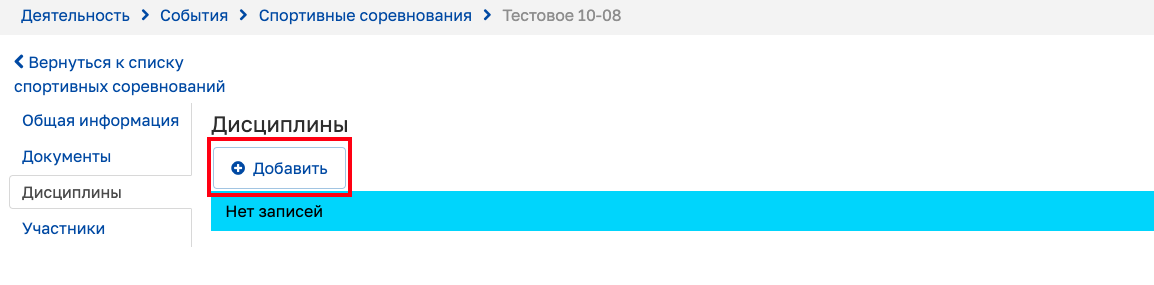 Деятельность > События > Спортивные соревнования > Тестовое 10-08
Вернуться к списку
спортивных соревнований
Общая информация
Документы
Дисциплины
Участники
Дисциплины
Добавить
Нет записей